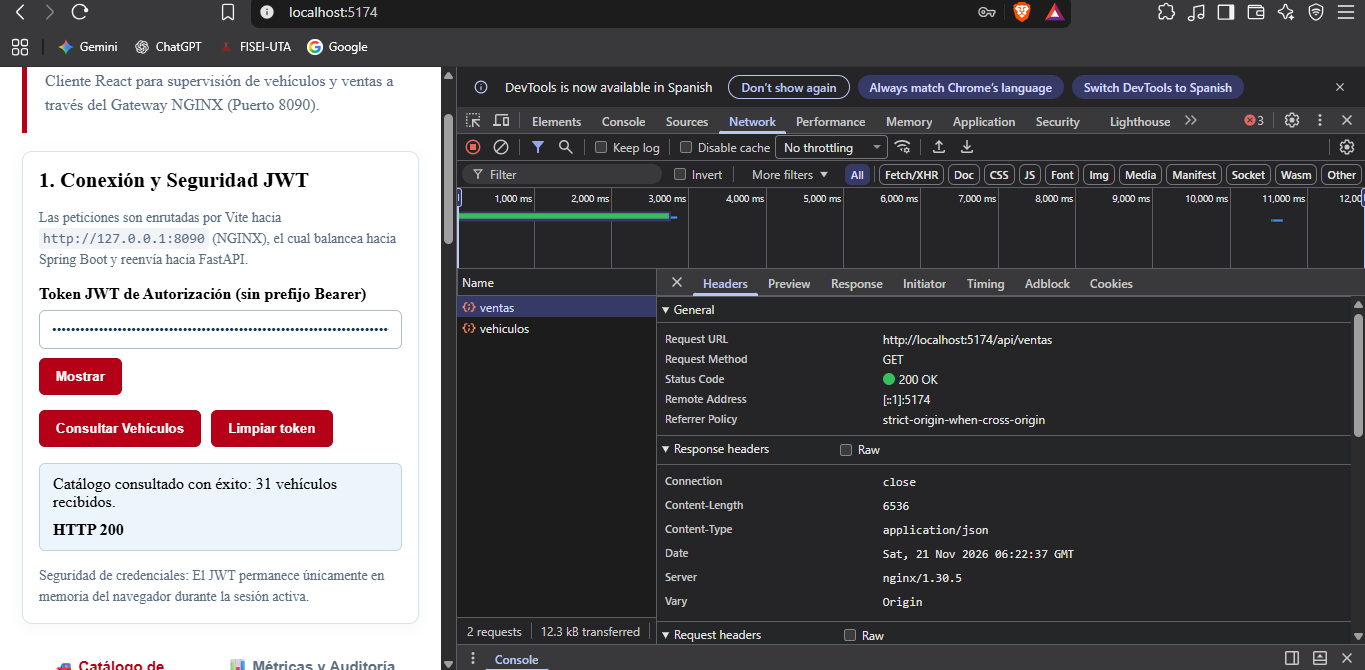 localhost:5174
Gemini ChatGPT FISEI-UTA Google
Cliente React para supervisión de vehículos y ventas a
través del Gateway NGINX (Puerto 8090).
1. Conexión y Seguridad JWT
Las peticiones son enrutadas por Vite hacia
http://127.0.0.1:8090 (NGINX), el cual balancea hacia
Spring Boot y reenvía hacia FastAPI.
Token JWT de Autorización (sin prefijo Bearer)
Mostrar
Consultar Vehículos Limpiar token
Catálogo consultado con éxito: 31 vehículos
recibidos.
HTTP 200
Seguridad de credenciales: El JWT permanece únicamente en
memoria del navegador durante la sesión activa.
Catálogo de Métricas y Auditoría
DevTools is now available in Spanish Don't show again Always match Chrome's language Switch DevTools to Spanish
Elements Console Sources Network Performance Memory Application Security Lighthouse 3
Keep log Disable cache No throttling
Filter Invert More filters All Fetch/XHR Doc CSS JS Font Img Media Manifest Socket Wasm Other
1,000 ms 2,000 ms 3,000 ms 4,000 ms 5,000 ms 6,000 ms 7,000 ms 8,000 ms 9,000 ms 10,000 ms 11,000 ms 12,00
Name
ventas
vehiculos
2 requests 12.3 kB transferred
Headers Preview Response Initiator Timing Adblock Cookies
General
Request URL http://localhost:5174/api/ventas
Request Method GET
Status Code 200 OK
Remote Address [::1]:5174
Referrer Policy strict-origin-when-cross-origin
Response headers Raw
Connection close
Content-Length 6536
Content-Type application/json
Date Sat, 21 Nov 2026 06:22:37 GMT
Server nginx/1.30.5
Vary Origin
Request headers Raw
Console